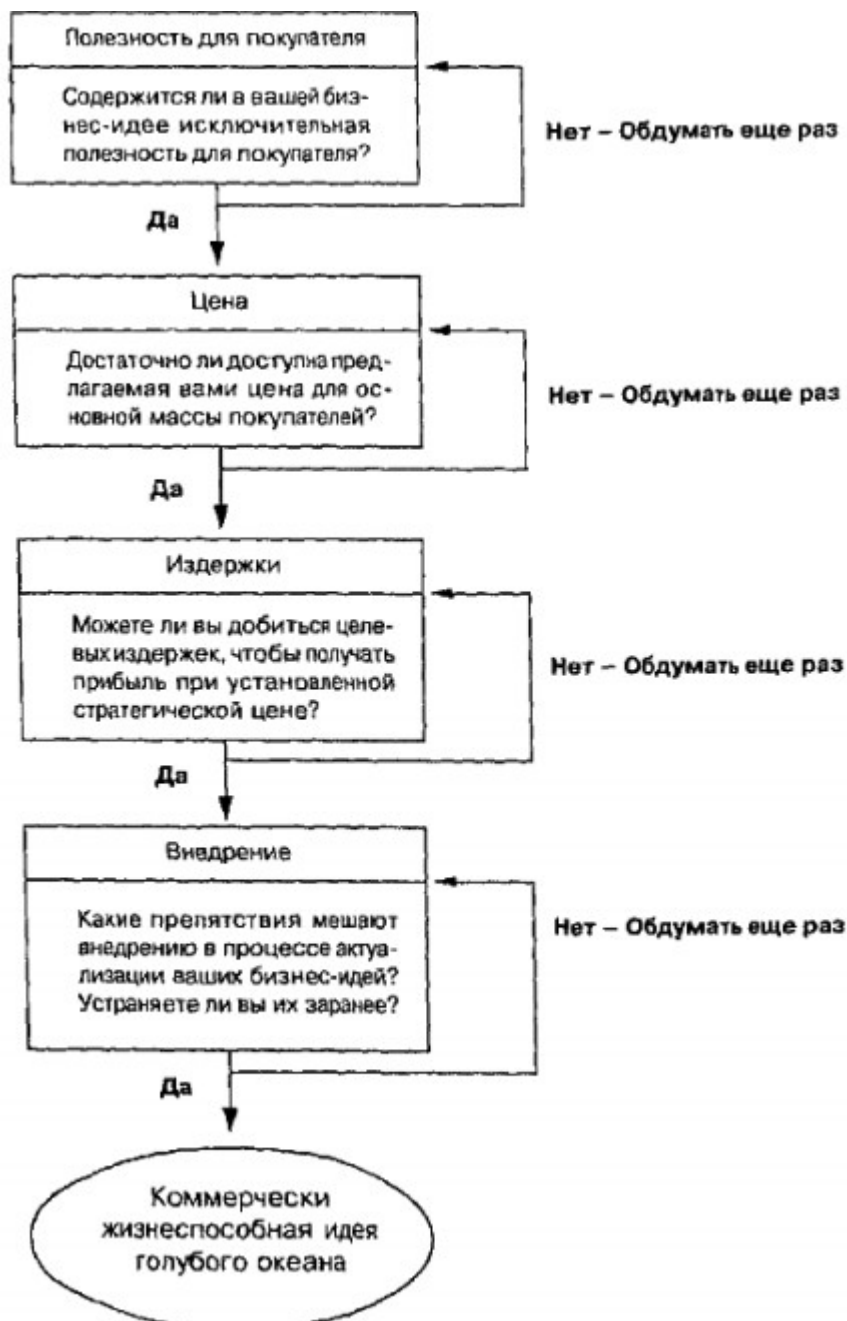 Полезность для покупателя
Содержится ли в вашей биз-
нес-идее исключительная
полезность для покупателя?
Нет – Обдумать еще раз
Да
Цена
Достаточно ли доступна пред-
лагаемая вами цена для ос-
новной массы покупателей?
Нет – Обдумать еще раз
Да
Издержки
Можете ли вы добиться целе-
вых издержек, чтобы получать
прибыль при установленной
стратегической цене?
Нет – Обдумать еще раз
Да
Внедрение
Какие препятствия мешают
внедрению в процессе актуа-
лизации ваших бизнес-идей?
Устраняете ли вы их заранее?
Нет – Обдумать еще раз
Да
Коммерчески
жизнеспособная идея
голубого океана